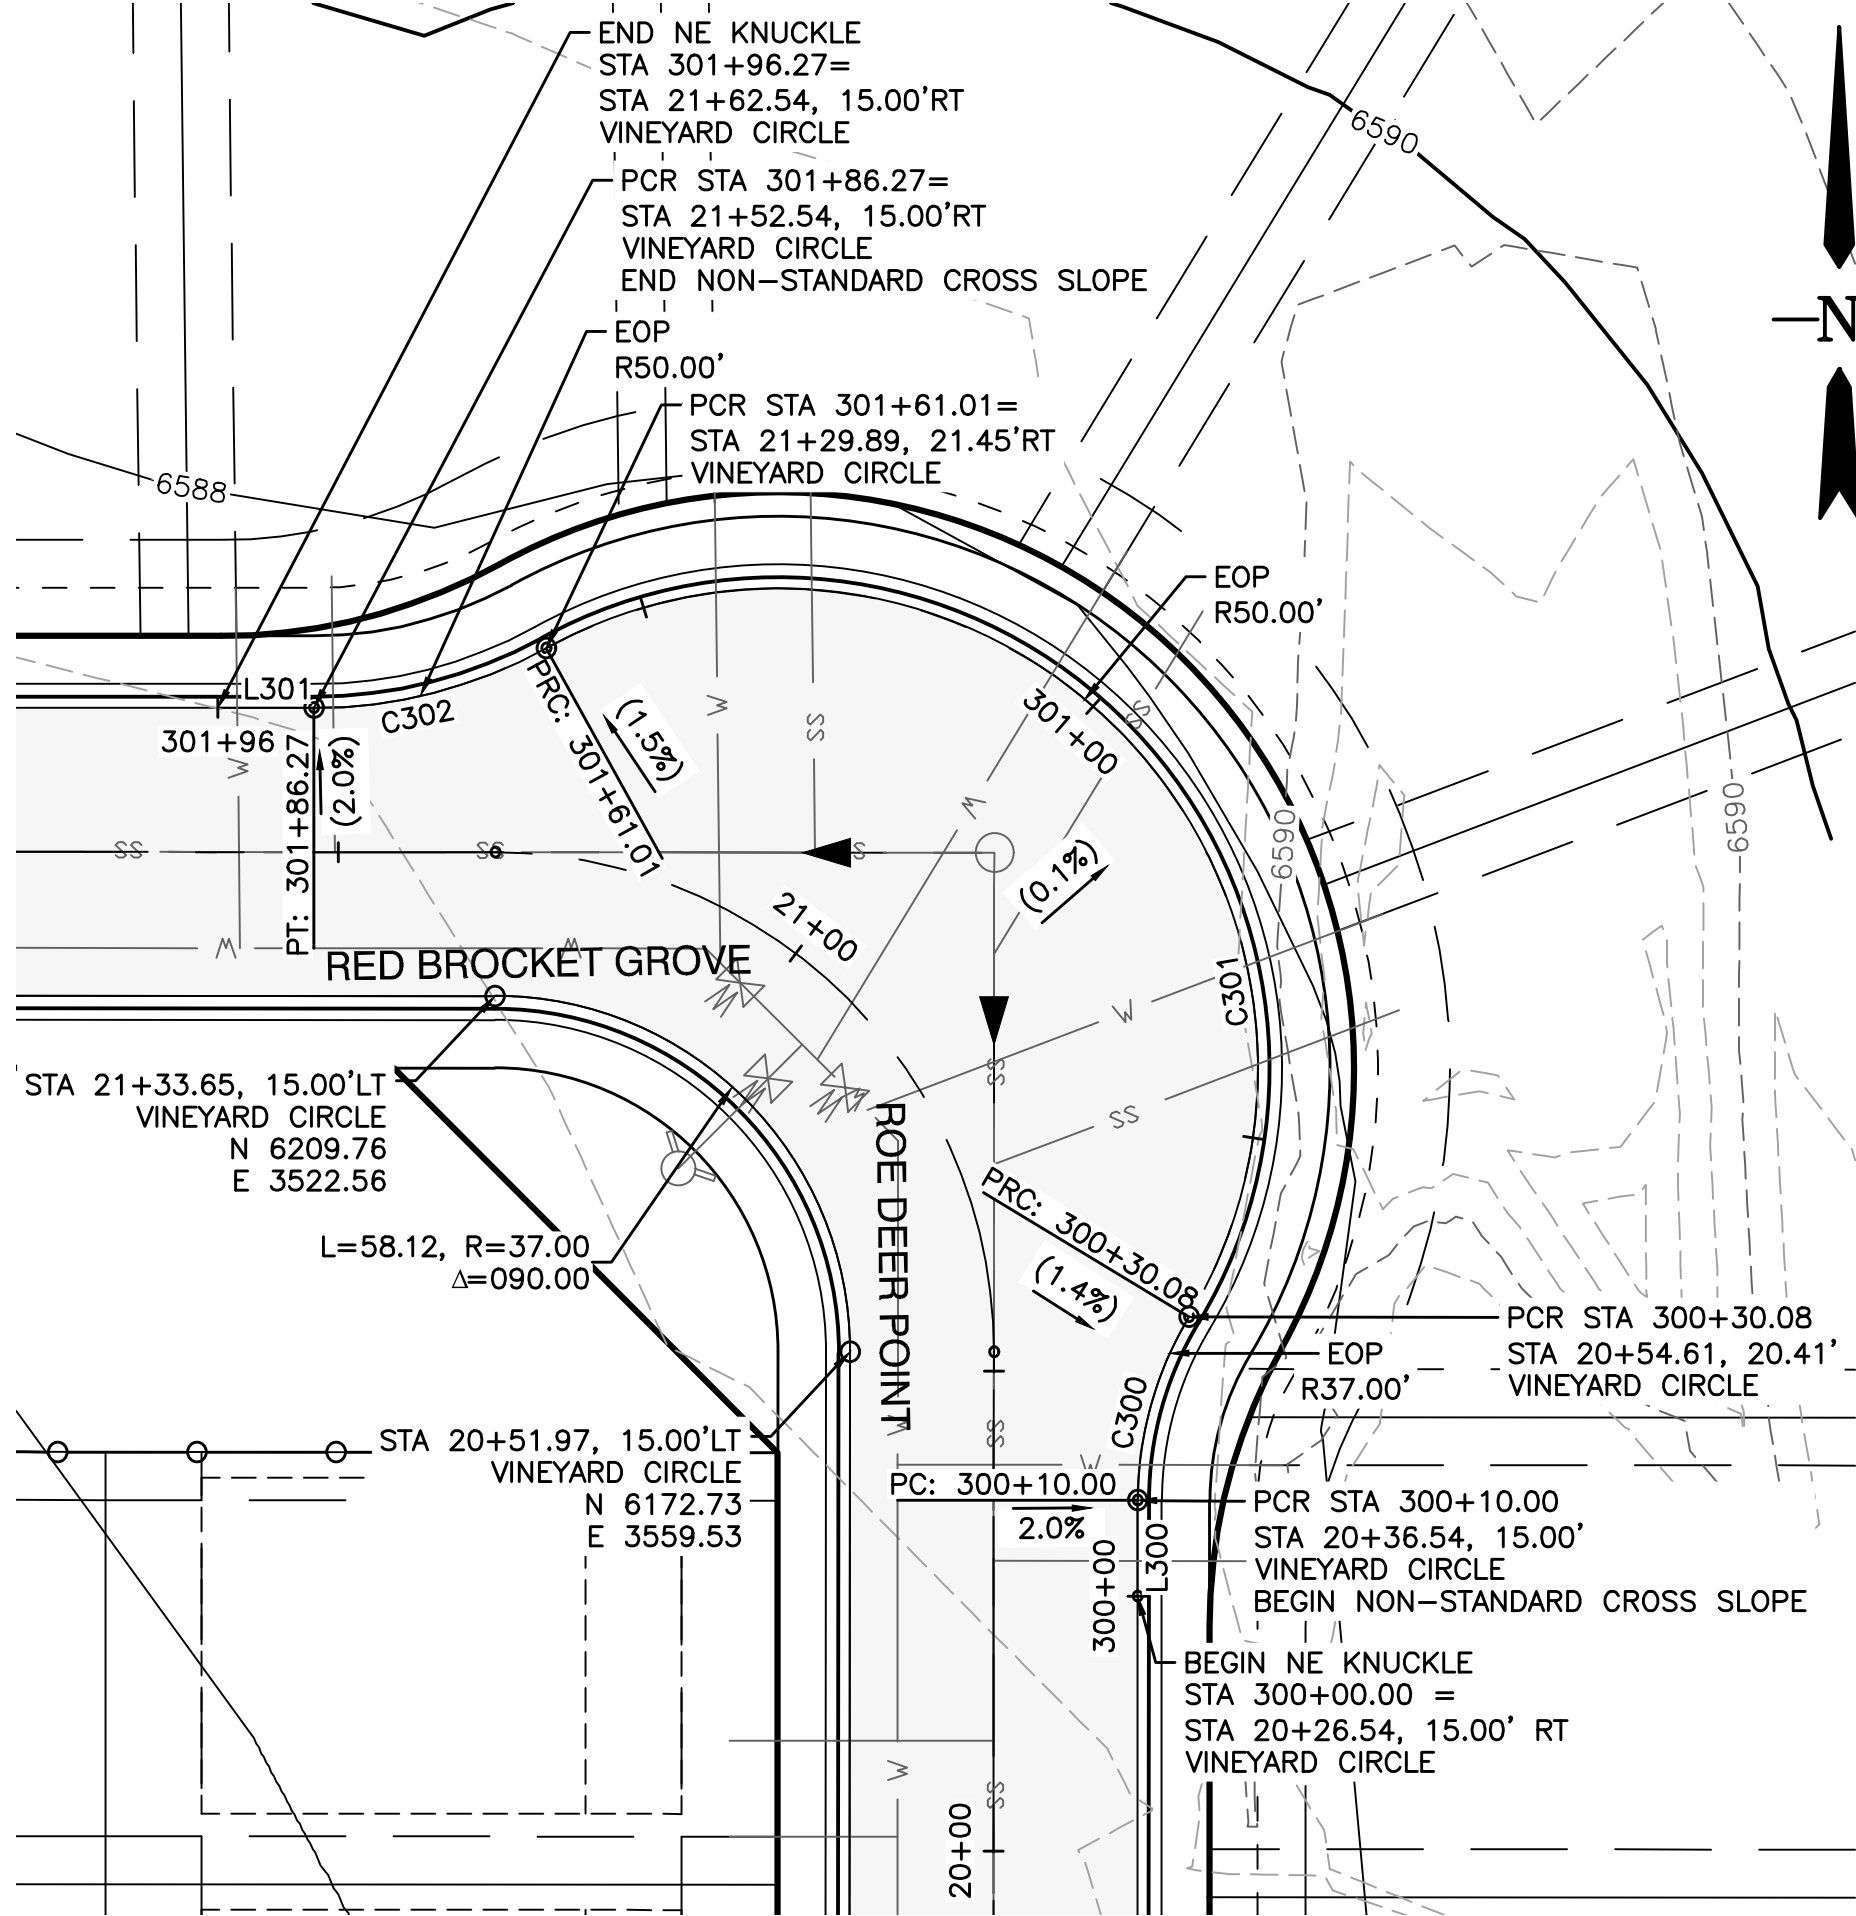 END NE KNUCKLE
STA 301+96.27=
STA 21+62.54, 15.00'RT
VINEYARD CIRCLE
PCR STA 301+86.27=
STA 21+52.54, 15.00'RT
VINEYARD CIRCLE
END NON-STANDARD CROSS SLOPE
EOP
R50.00'
PCR STA 301+61.01=
STA 21+29.89, 21.45'RT
VINEYARD CIRCLE
6590
N
6588
EOP
R50.00'
L301
C302
301+96
PT: 301+86.27
(2.0%)
PRC: 301+61.01
(1.5%)
W
SS
301+00
SS
W
W
SS
SS
SS
(0.1%)
6590
6590
21+00
W
W
RED BROCKET GROVE
C301
W
SS
SS
STA 21+33.65, 15.00'LT
VINEYARD CIRCLE
N 6209.76
E 3522.56
ROE DEER POINT
L=58.12, R=37.00
Δ=090.00
PRC: 300+30.08
(1.4%)
PCR STA 300+30.08
STA 20+54.61, 20.41'
VINEYARD CIRCLE
EOP
R37.00'
C300
STA 20+51.97, 15.00'LT
VINEYARD CIRCLE
N 6172.73
E 3559.53
W
SS
W
PC: 300+10.00
2.0%
PCR STA 300+10.00
STA 20+36.54, 15.00'
VINEYARD CIRCLE
BEGIN NON-STANDARD CROSS SLOPE
300+00
L300
BEGIN NE KNUCKLE
STA 300+00.00 =
STA 20+26.54, 15.00' RT
VINEYARD CIRCLE
W
SS
20+00